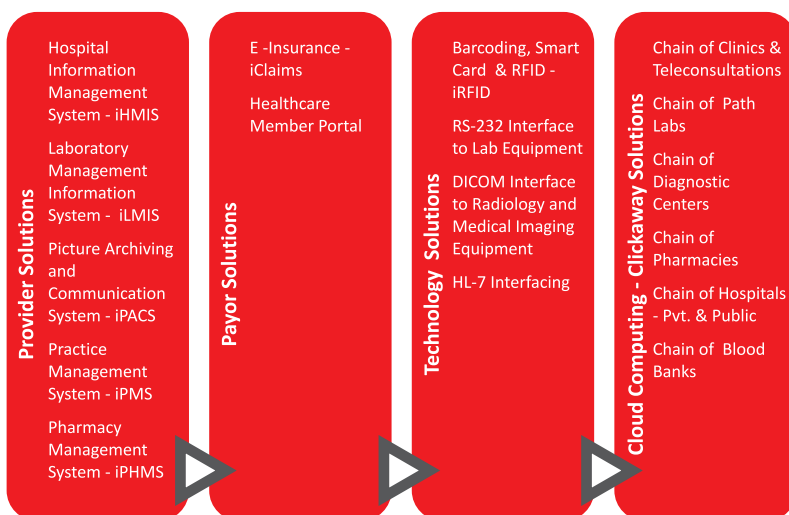 Provider Solutions
Hospital
Information
Management
System - iHMIS
Laboratory
Management
Information
System - iLMIS
Picture Archiving
and
Communication
System - iPACS
Practice
Management
System - iPMS
Pharmacy
Management
System - iPHMS
Payor Solutions
E -Insurance -
iClaims
Healthcare
Member Portal
Technology Solutions
Barcoding, Smart
Card & RFID -
iRFID
RS-232 Interface
to Lab Equipment
DICOM Interface
to Radiology and
Medical Imaging
Equipment
HL-7 Interfacing
Cloud Computing - Clickaway Solutions
Chain of Clinics &
Teleconsultations
Chain of Path
Labs
Chain of
Diagnostic
Centers
Chain of
Pharmacies
Chain of Hospitals
- Pvt. & Public
Chain of Blood
Banks